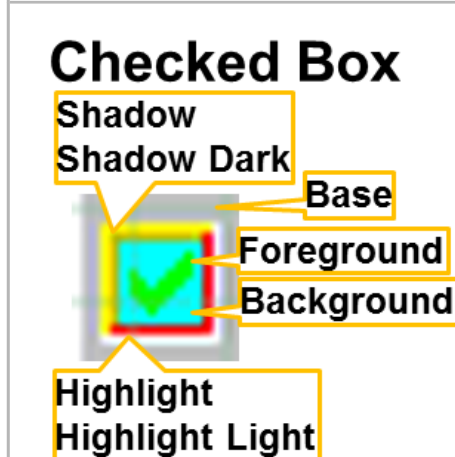 Checked Box
Shadow
Shadow Dark
Base
Foreground
Background
Highlight
Highlight Light